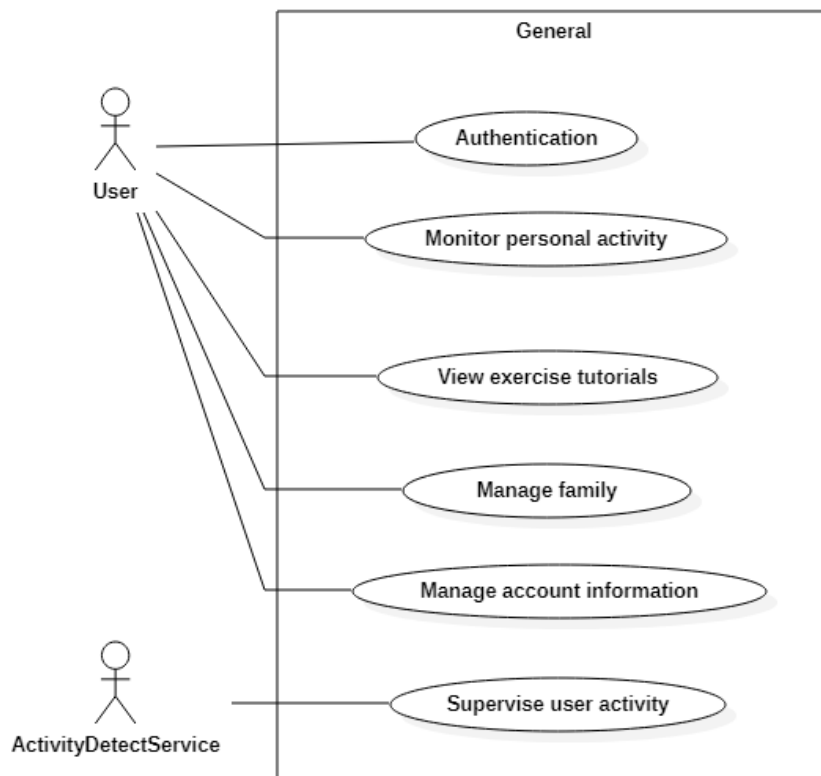 General
Authentication
User
Monitor personal activity
View exercise tutorials
Manage family
Manage account information
Supervise user activity
ActivityDetectService